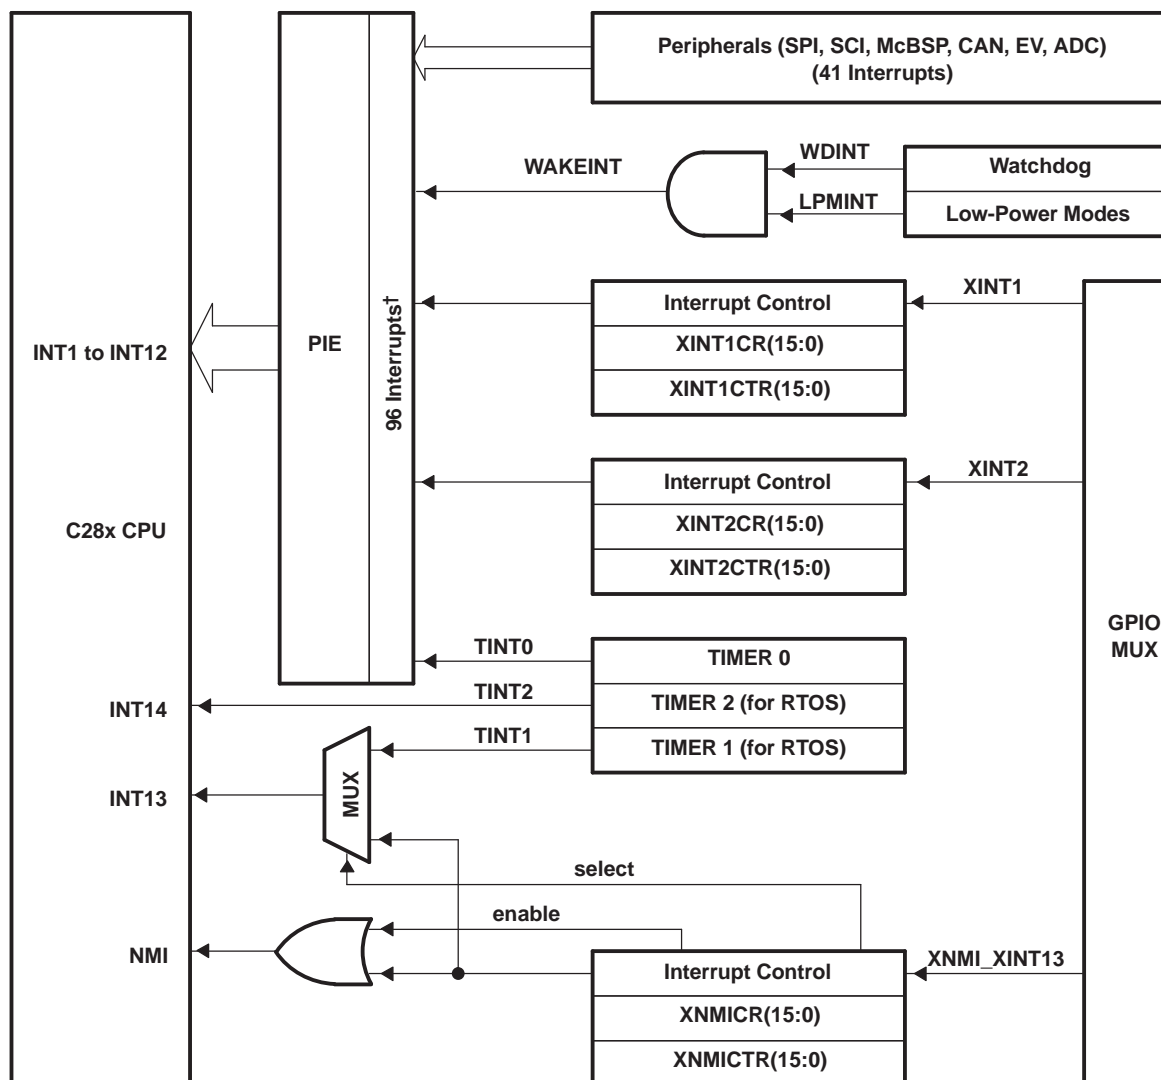 Peripherals (SPI, SCI, McBSP, CAN, EV, ADC)
(41 Interrupts)
WDINT
Watchdog
WAKEINT
LPMINT
Low-Power Modes
INT1 to INT12
PIE
96 Interrupts†
Interrupt Control
XINT1
XINT1CR(15:0)
XINT1CTR(15:0)
Interrupt Control
XINT2
XINT2CR(15:0)
XINT2CTR(15:0)
C28x CPU
GPIO
MUX
TINT0
TIMER 0
INT14
TINT2
TIMER 2 (for RTOS)
TINT1
TIMER 1 (for RTOS)
INT13
MUX
select
enable
NMI
Interrupt Control
XNMI_XINT13
XNMICR(15:0)
XNMICTR(15:0)